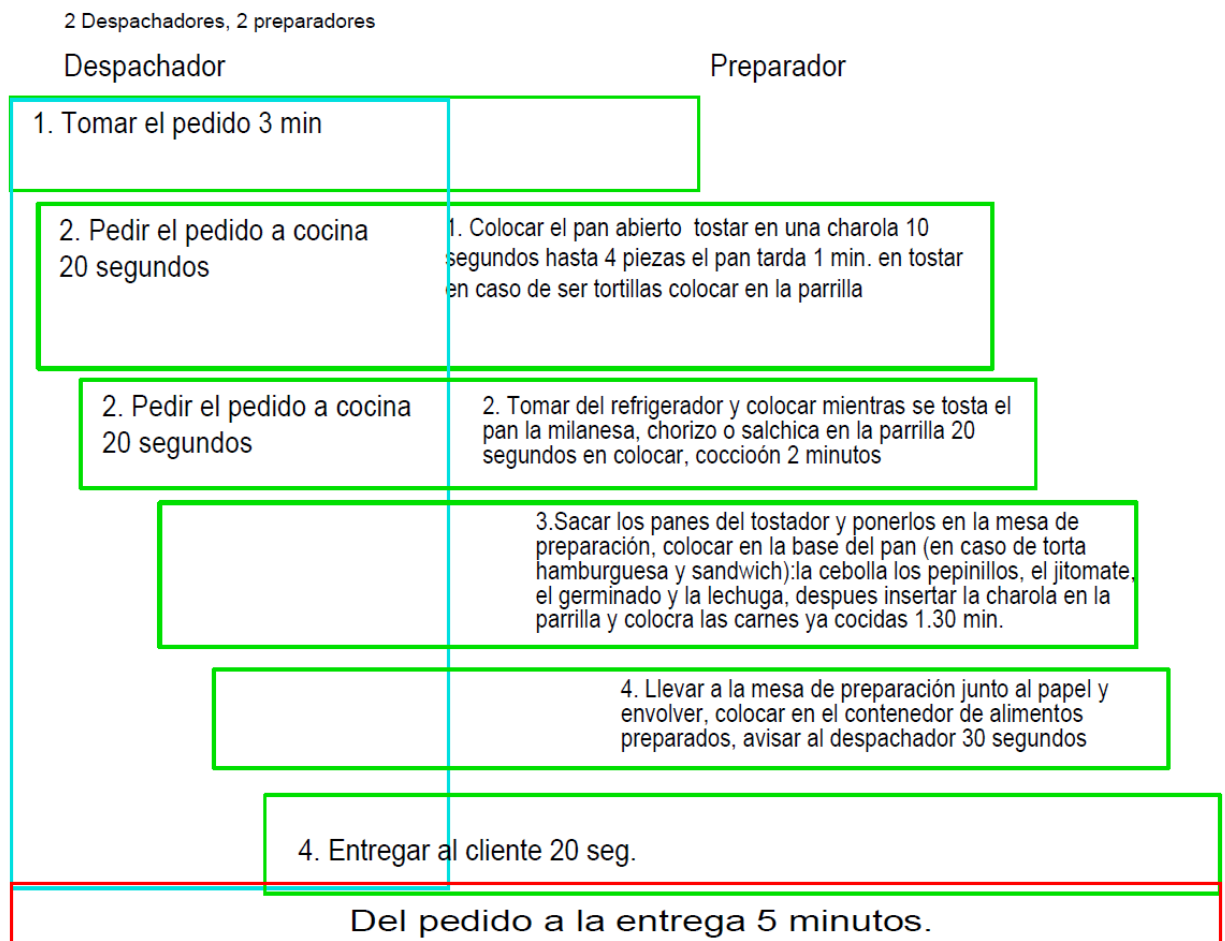 2 Despachadores, 2 preparadores
Despachador
Preparador
1. Tomar el pedido 3 min
2. Pedir el pedido a cocina
20 segundos
1. Colocar el pan abierto tostar en una charola 10
segundos hasta 4 piezas el pan tarda 1 min. en tostar
en caso de ser tortillas colocar en la parrilla
2. Pedir el pedido a cocina
20 segundos
2. Tomar del refrigerador y colocar mientras se tosta el
pan la milanesa, chorizo o salchica en la parrilla 20
segundos en colocar, coccioón 2 minutos
3.Sacar los panes del tostador y ponerlos en la mesa de
preparación, colocar en la base del pan (en caso de torta
hamburguesa y sandwich):la cebolla los pepinillos, el jitomate,
el germinado y la lechuga, despues insertar la charola en la
parrilla y colocra las carnes ya cocidas 1.30 min.
4. Llevar a la mesa de preparación junto al papel y
envolver, colocar en el contenedor de alimentos
preparados, avisar al despachador 30 segundos
4. Entregar al cliente 20 seg.
Del pedido a la entrega 5 minutos.